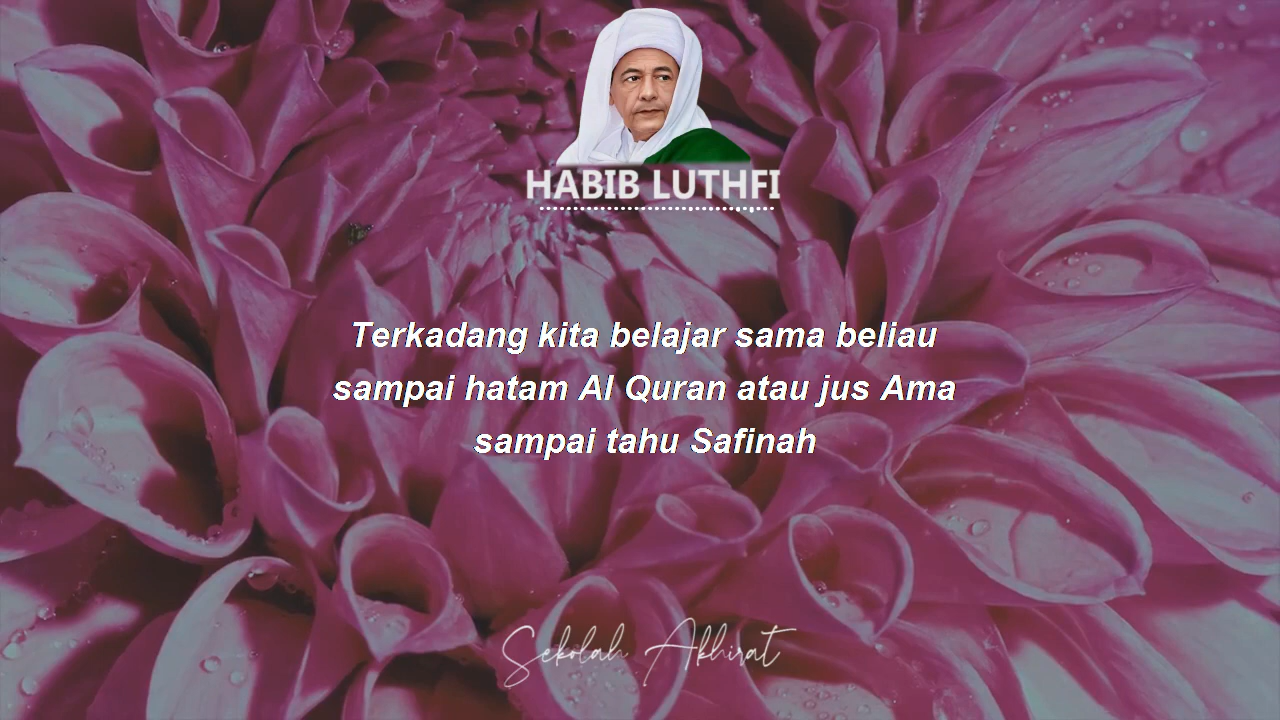 HABIB LUTHFI
Terkadang kita belajar sama beliau
sampai hatam Al Quran atau jus Ama
sampai tahu Safinah
Sekolah Akhirat